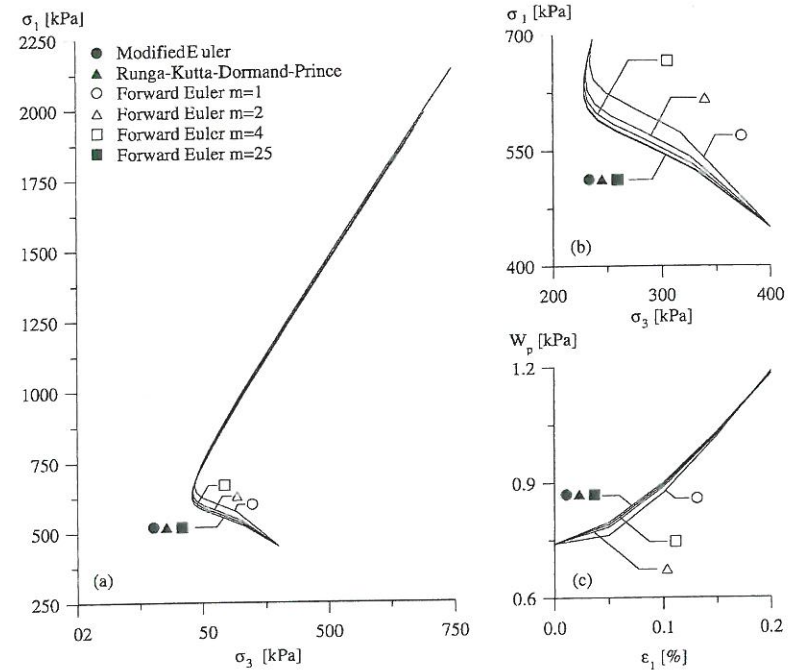 σ1 [kPa]
2250
2000
1750
1500
1250
1000
750
500
250
ModifiedEuler
Runga-Kutta-Dormand-Prince
Forward Euler m=1
Forward Euler m=2
Forward Euler m=4
Forward Euler m=25
(a)
02 50 500 750
σ3 [kPa]
σ1 [kPa]
700
550
400
(b)
200 300 400
σ3 [kPa]
Wp [kPa]
1.2
0.9
0.6
(c)
0.0 0.1 0.2
ε1 [%]